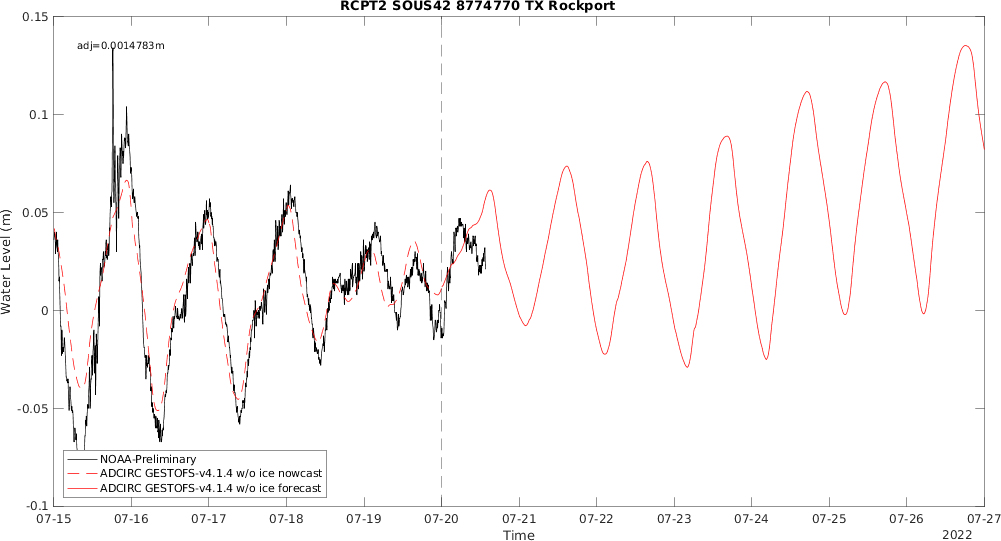 RCPT2 SOUS42 8774770 TX Rockport
0.15
adj=0.0014783m
0.1
0.05
0
-0.05
-0.1
Water Level (m)
NOAA-Preliminary
ADCIRC GESTOFS-v4.1.4 w/o ice nowcast
ADCIRC GESTOFS-v4.1.4 w/o ice forecast
07-15 07-16 07-17 07-18 07-19 07-20 07-21 07-22 07-23 07-24 07-25 07-26 07-27
Time
2022